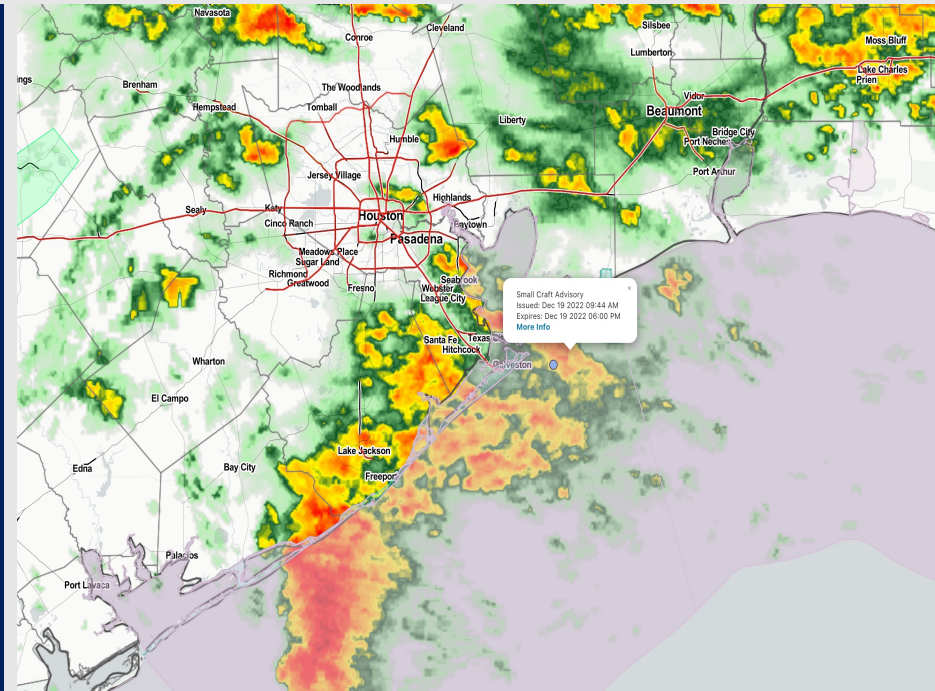 Navasota
Conroe
Cleveland
Silsbee
Lumberton
Moss Bluff
Lake Charles
Prien
ings
Brenham
The Woodlands
Hempstead
Tomball
Vidor
Beaumont
Liberty
Humble
Bridge City
Port Neches
Jersey Village
Port Arthur
Sealy
Katy
Houston
Highlands
Cinco Ranch
Baytown
Pasadena
Meadows Place
Sugar Land
Richmond
Greatwood
Fresno
Seabrook
Webster
League City
Small Craft Advisory
Issued: Dec 19 2022 09:44 AM
Expires: Dec 19 2022 06:00 PM
More Info
Santa Fe
Texas
Hitchcock
Galveston
Wharton
El Campo
Lake Jackson
Edna
Bay City
Freeport
Palacios
Port Lavaca